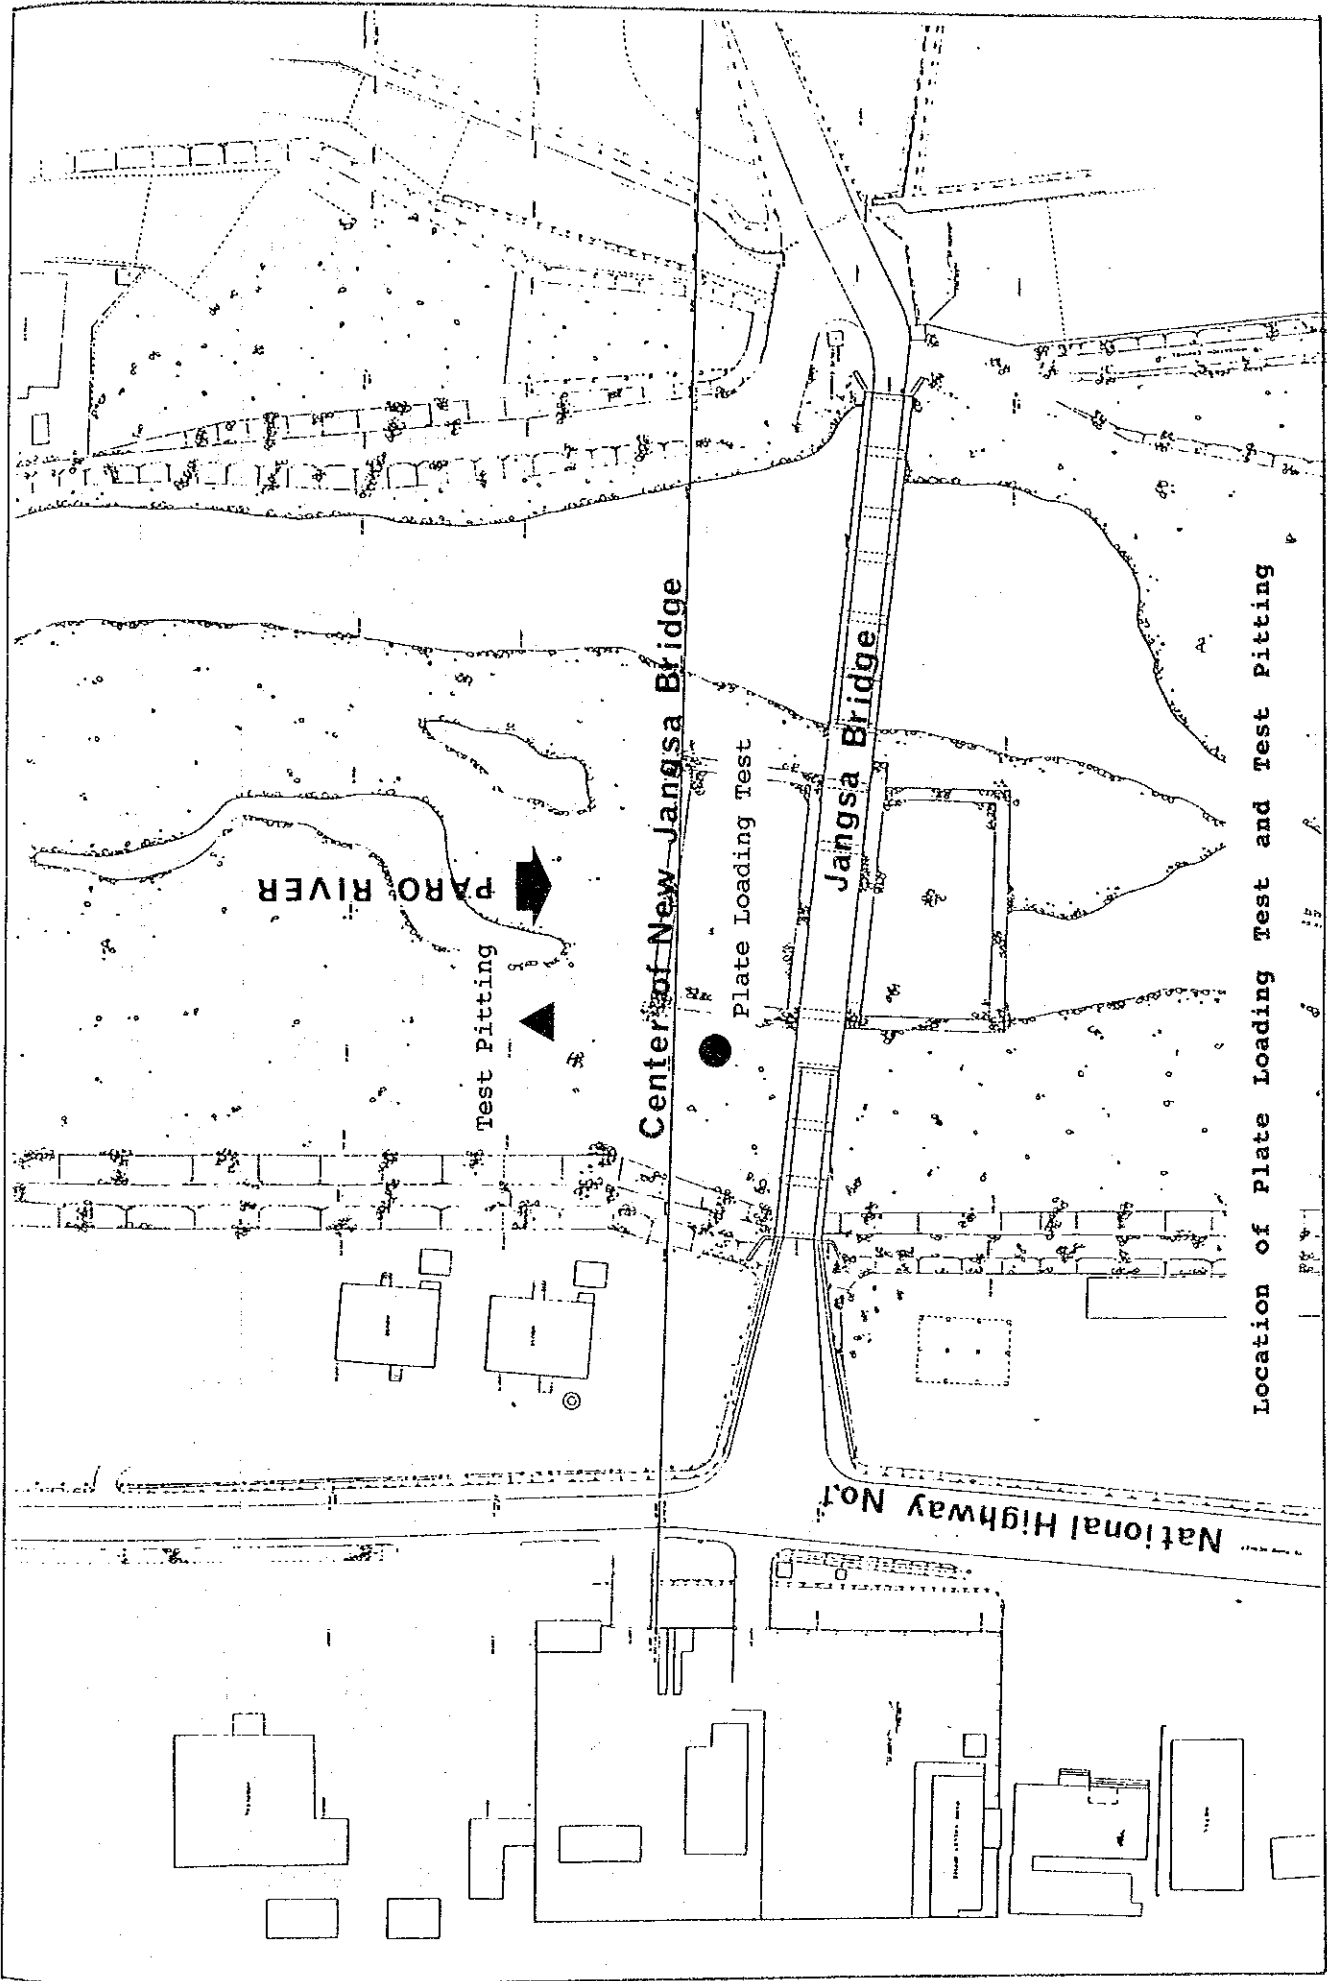 PARO RIVER
Test Pitting
Center of New Jangsa Bridge
Plate Loading Test
Jangsa Bridge
National Highway No.1
Location of Plate Loading Test and Test Pitting